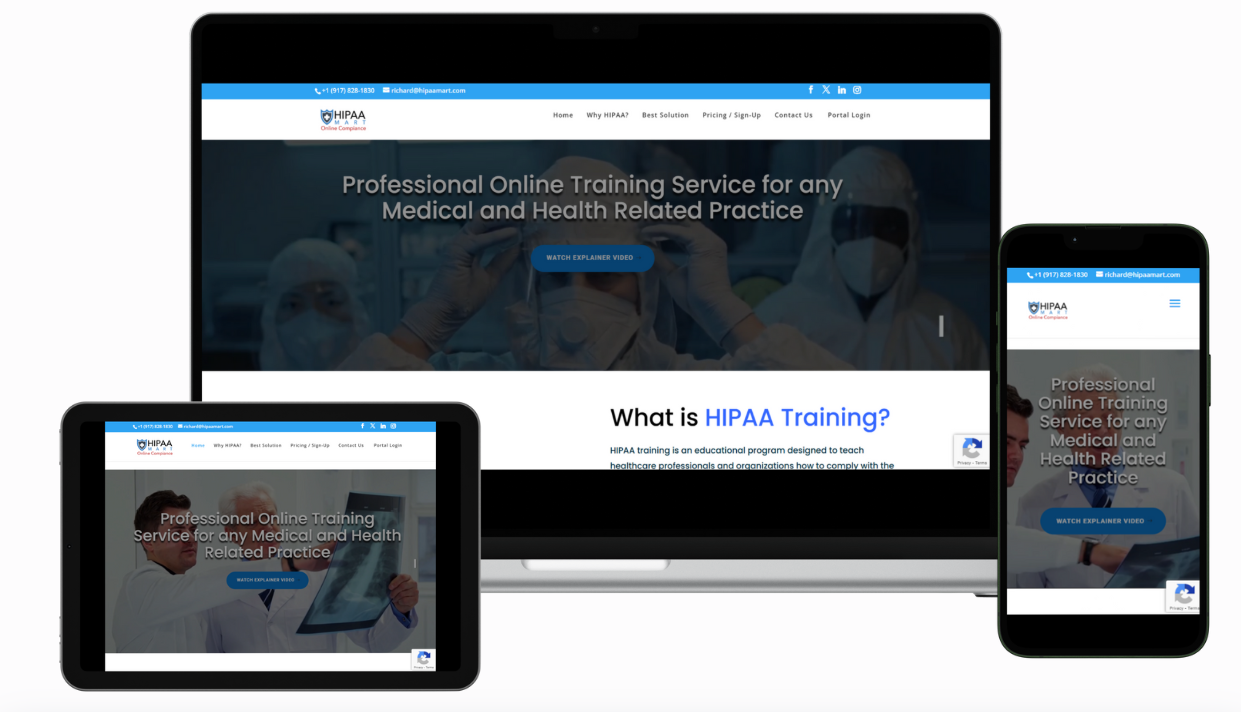 +1 (917) 828-1830 richard@hipaamart.com
HIPAA
MART
Online Complance
Home Why HIPAA? Best Solution Pricing / Sign-Up Contact Us Portal Login
Professional Online Training Service for any
Medical and Health Related Practice
WATCH EXPLAINER VIDEO
What is HIPAA Training?
HIPAA training is an educational program designed to teach
healthcare professionals and organizations how to comply with the
Privacy - Terms
+1 (917) 828-1830 richard@hipaamart.com
HIPAA
MART
Online Complance
Home Why HIPAA? Best Solution Pricing / Sign-Up Contact Us Portal Login
Professional Online Training
Service for any Medical and Health
Related Practice
WATCH EXPLAINER VIDEO
Privacy - Terms
+1 (917) 828-1830 richard@hipaamart.com
HIPAA
MART
Online Complance
Professional
Online Training
Service for any
Medical and
Health Related
Practice
WATCH EXPLAINER VIDEO
Privacy - Terms